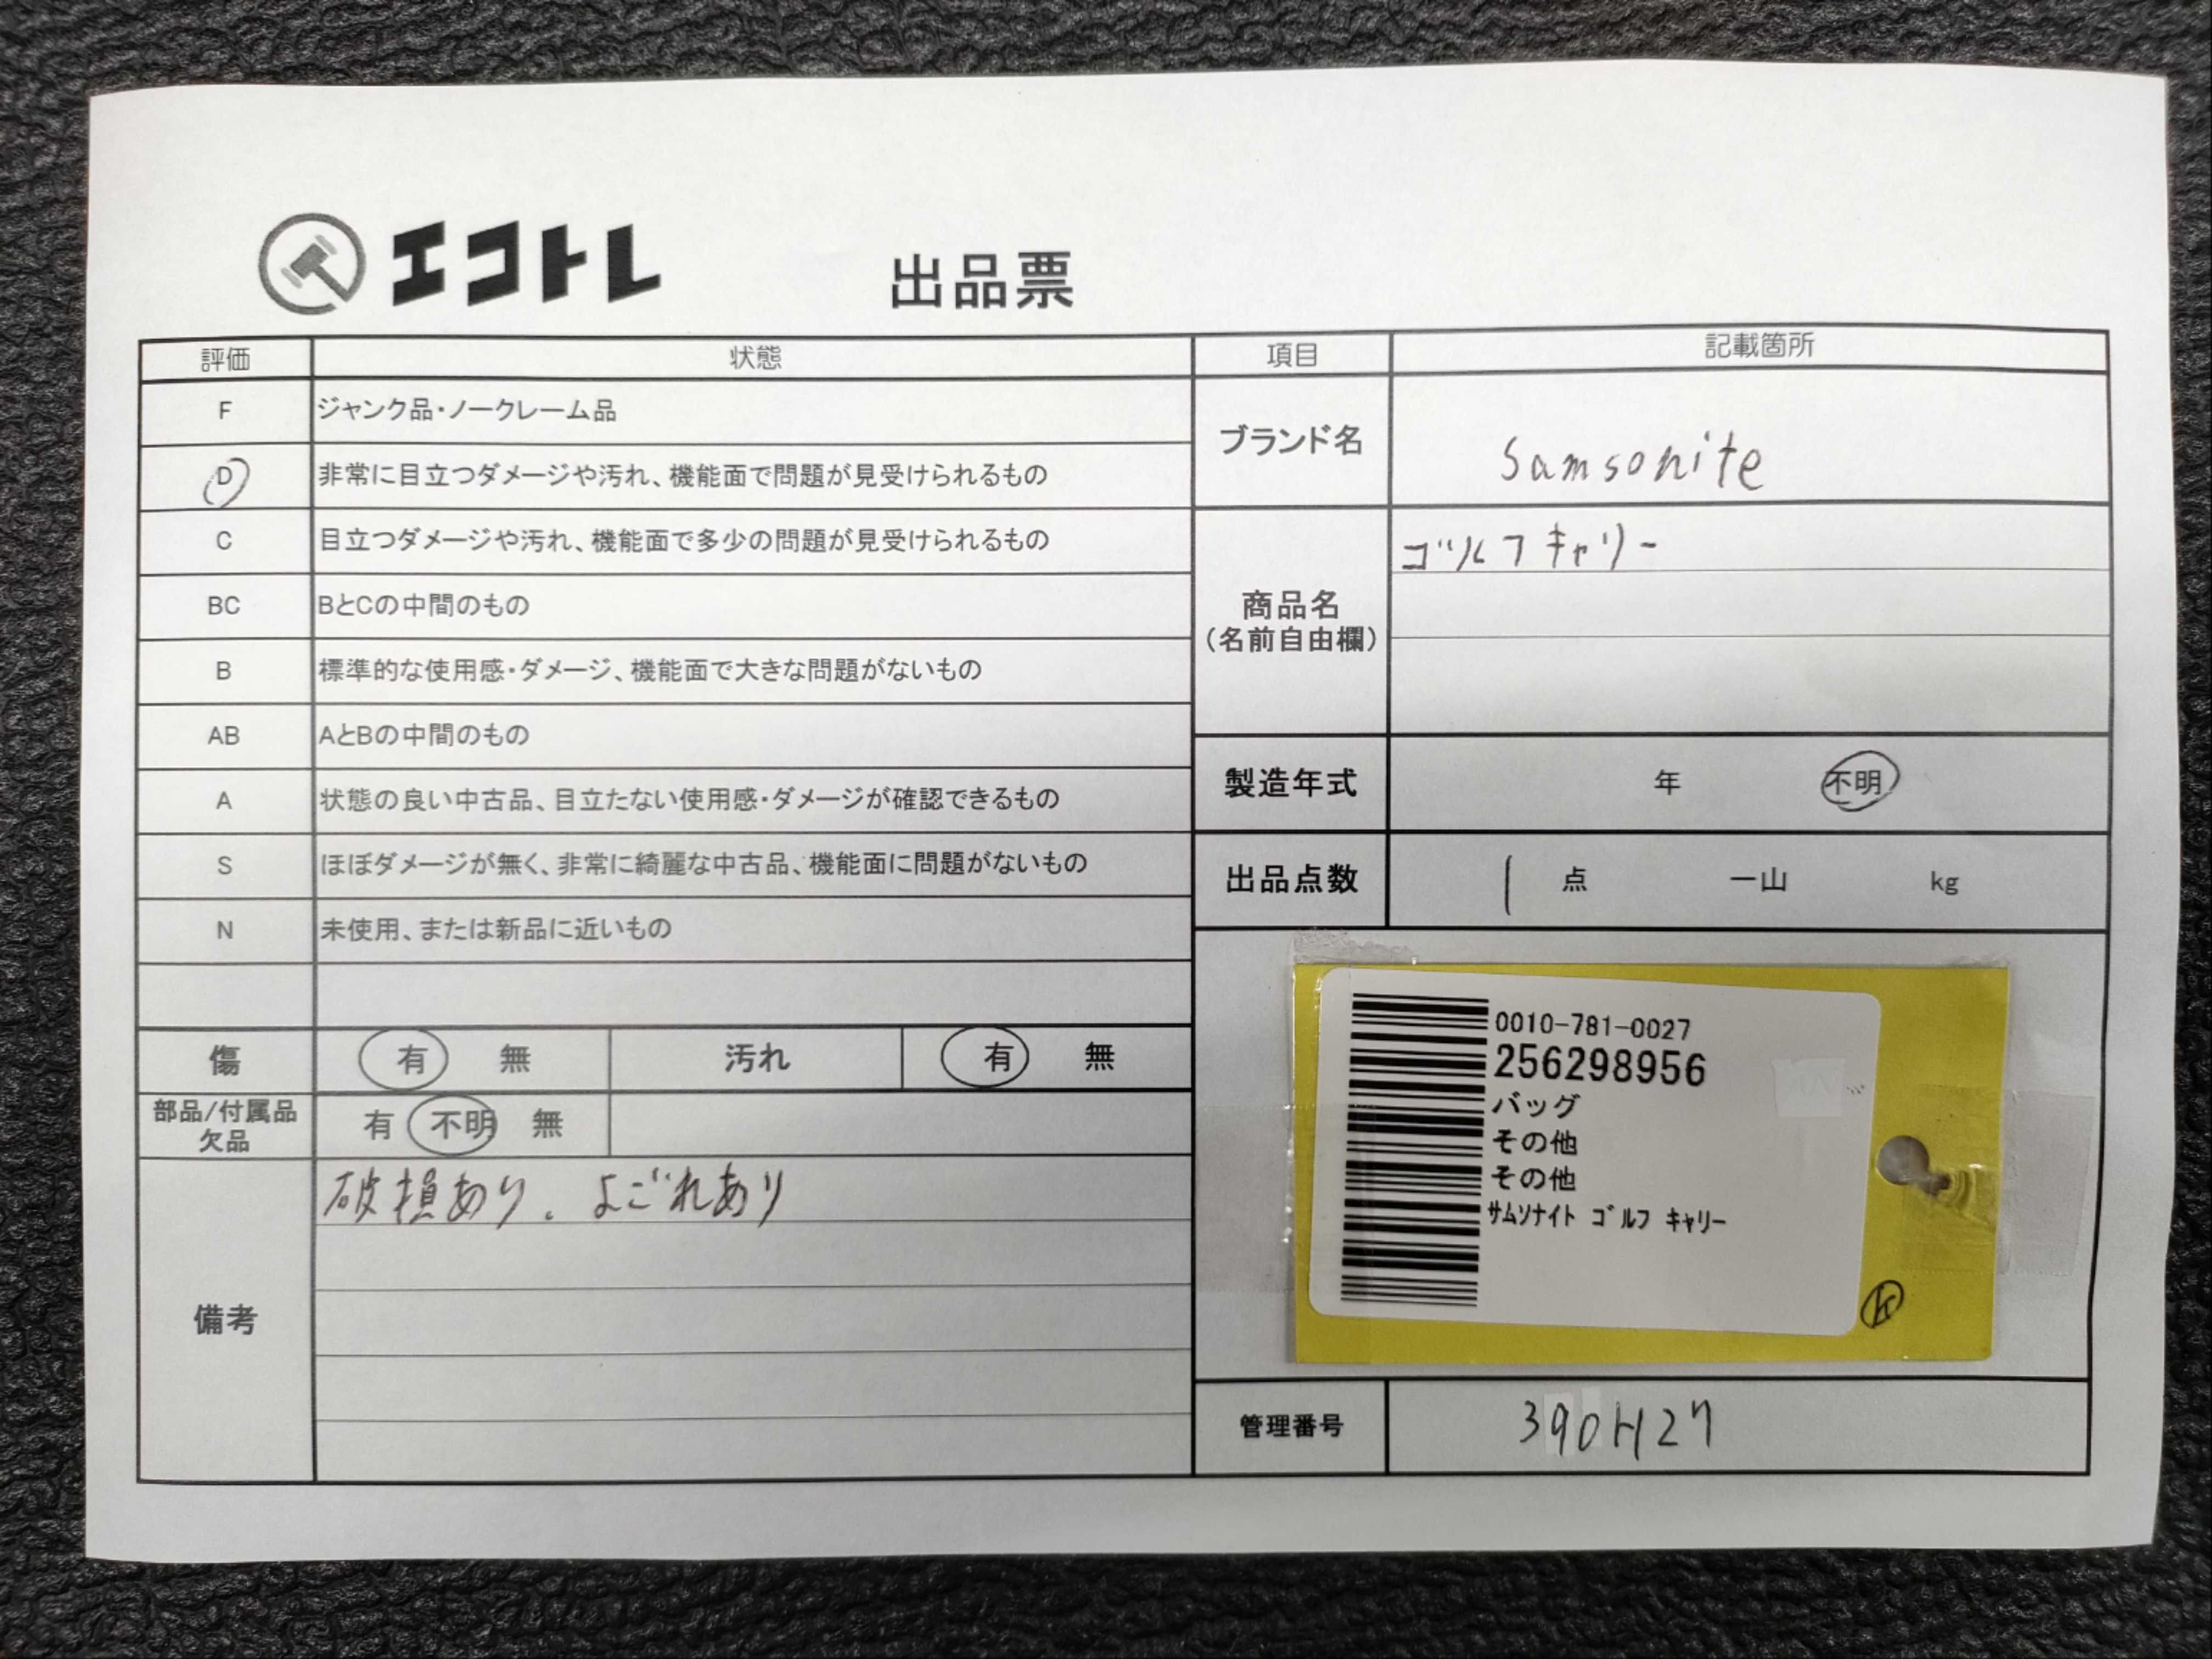 エコトレ
出品票
評価 状態
F ジャンク品・ノークレーム品
D 非常に目立つダメージや汚れ、機能面で問題が見受けられるもの
C 目立つダメージや汚れ、機能面で多少の問題が見受けられるもの
BC BとCの中間のもの
B 標準的な使用感・ダメージ、機能面で大きな問題がないもの
AB AとBの中間のもの
A 状態の良い中古品、目立たない使用感・ダメージが確認できるもの
S ほぼダメージが無く、非常に綺麗な中古品、機能面に問題がないもの
N 未使用、または新品に近いもの
傷 有 無 汚れ 有 無
部品/付属品
欠品
有 不明 無
備考
破損あり。よごれあり
項目 記載箇所
ブランド名 Samsonite
商品名
(名前自由欄)
ゴルフキャリー
製造年式 年 不明
出品点数 1 点 一山 kg
0010-781-0027
256298956
バッグ
その他
その他
サムソナイト ゴルフ キャリー
管理番号 390H27